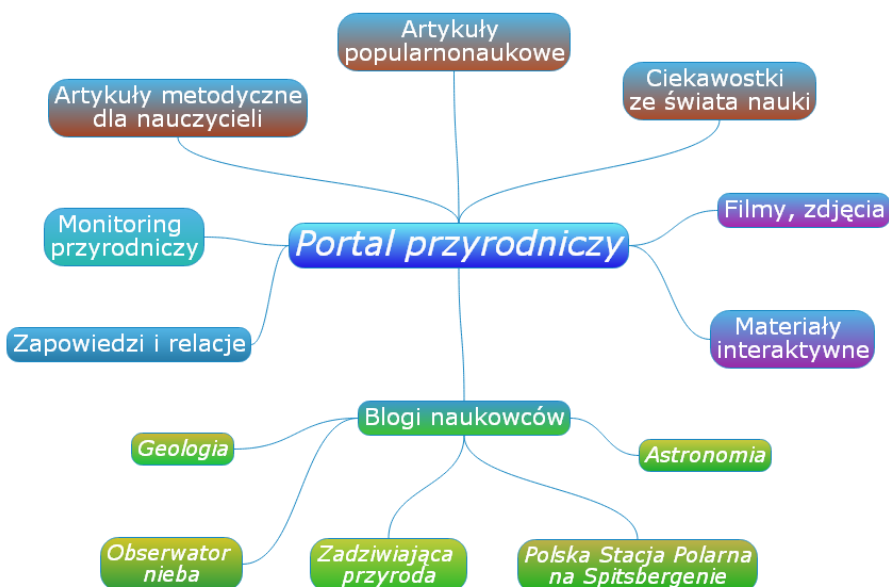 Artykuły
popularnonaukowe
Artykuły metodyczne
dla nauczycieli
Ciekawostki
ze świata nauki
Monitoring
przyrodniczy
Portal przyrodniczy
Filmy, zdjęcia
Zapowiedzi i relacje
Materiały
interaktywne
Blogi naukowców
Geologia
Astronomia
Obserwator
nieba
Zadziwiająca
przyroda
Polska Stacja Polarna
na Spitsbergenie